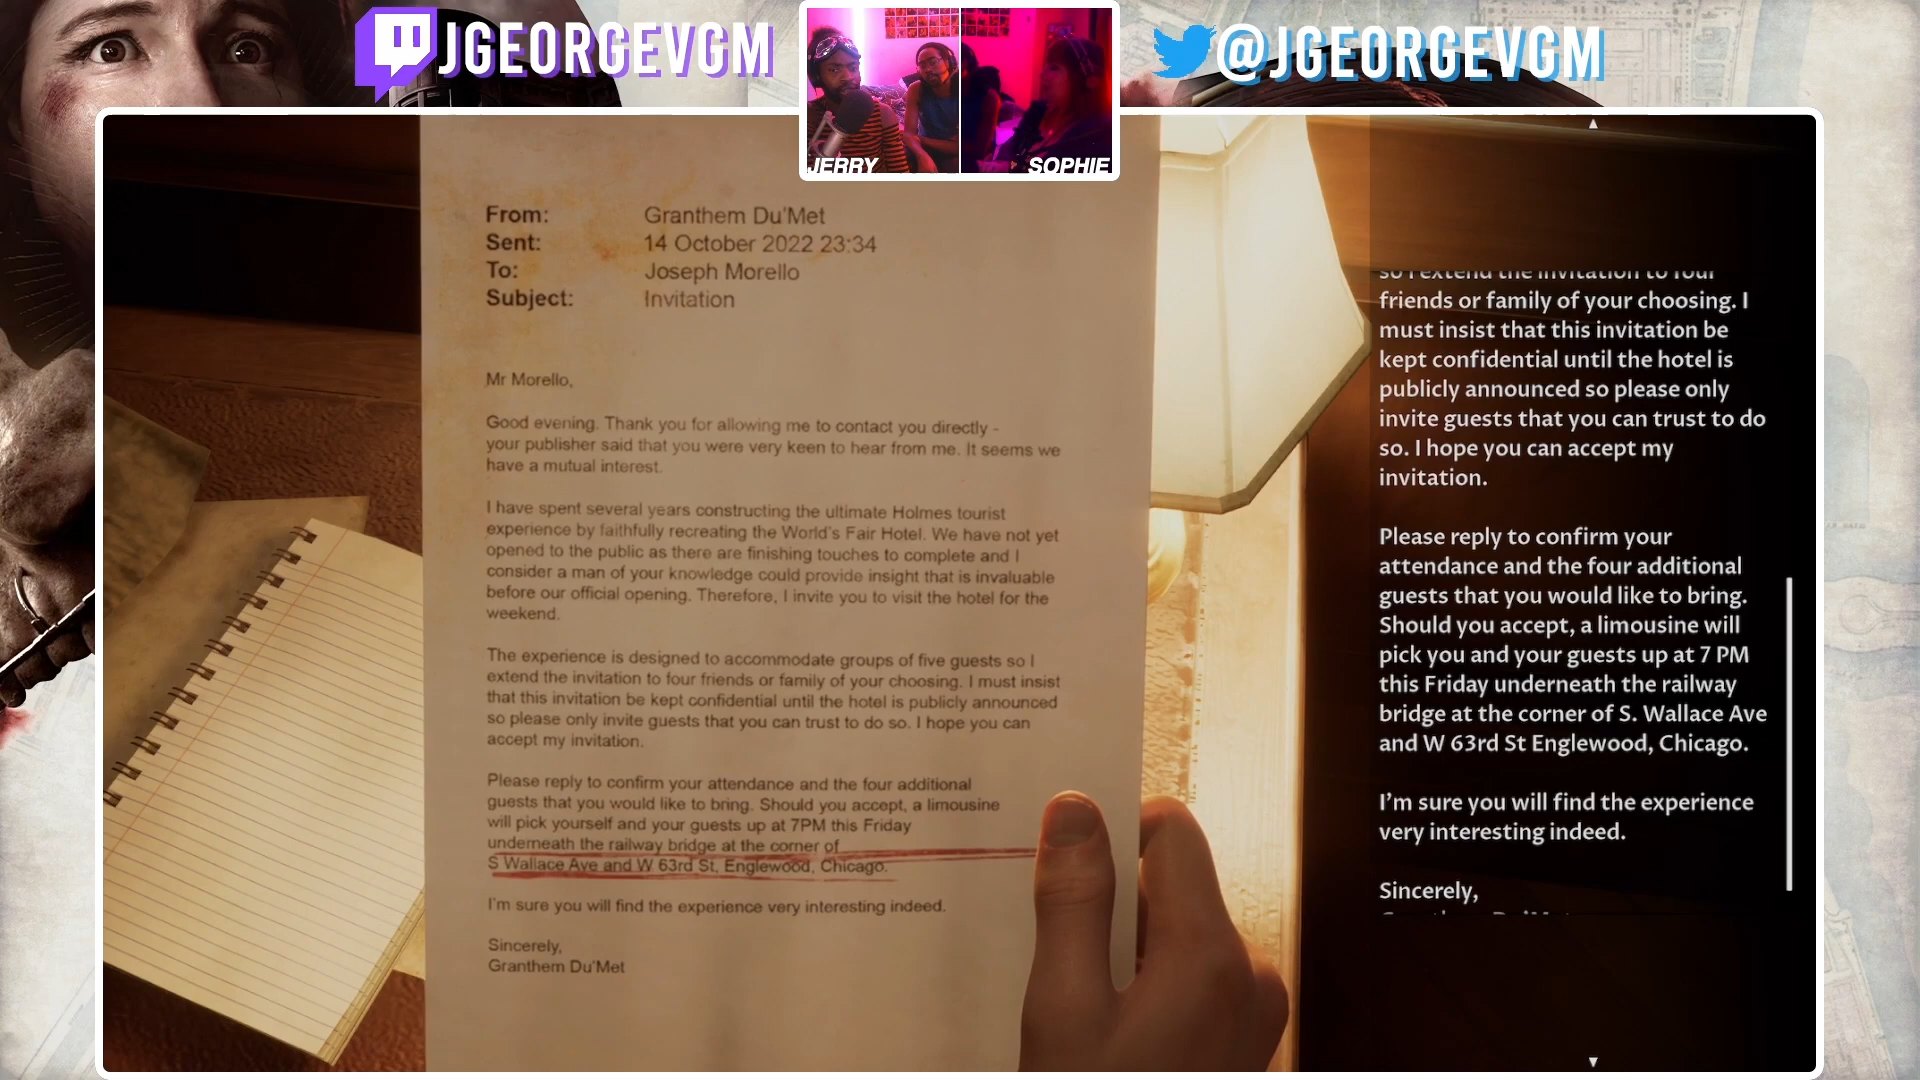 JGEORGEVGM
@JGEORGEVGM
JERRY
SOPHIE
From: Granthem Du'Met
Sent: 14 October 2022 23:34
To: Joseph Morello
Subject: Invitation
Mr Morello,
Good evening. Thank you for allowing me to contact you directly -
your publisher said that you were very keen to hear from me. It seems we
have a mutual interest.
I have spent several years constructing the ultimate Holmes tourist
experience by faithfully recreating the World's Fair Hotel. We have not yet
opened to the public as there are finishing touches to complete and I
consider a man of your knowledge could provide insight that is invaluable
before our official opening. Therefore, I invite you to visit the hotel for the
weekend.
The experience is designed to accommodate groups of five guests so I
extend the invitation to four friends or family of your choosing. I must insist
that this invitation be kept confidential until the hotel is publicly announced
so please only invite guests that you can trust to do so. I hope you can
accept my invitation.
Please reply to confirm your attendance and the four additional
guests that you would like to bring. Should you accept, a limousine
will pick yourself and your guests up at 7PM this Friday
underneath the railway bridge at the corner of
S Wallace Ave and W 63rd St, Englewood, Chicago.
I'm sure you will find the experience very interesting indeed.
Sincerely,
Granthem Du'Met
so I extend the invitation to four
friends or family of your choosing. I
must insist that this invitation be
kept confidential until the hotel is
publicly announced so please only
invite guests that you can trust to do
so. I hope you can accept my
invitation.
Please reply to confirm your
attendance and the four additional
guests that you would like to bring.
Should you accept, a limousine will
pick you and your guests up at 7 PM
this Friday underneath the railway
bridge at the corner of S. Wallace Ave
and W 63rd St Englewood, Chicago.
I'm sure you will find the experience
very interesting indeed.
Sincerely,